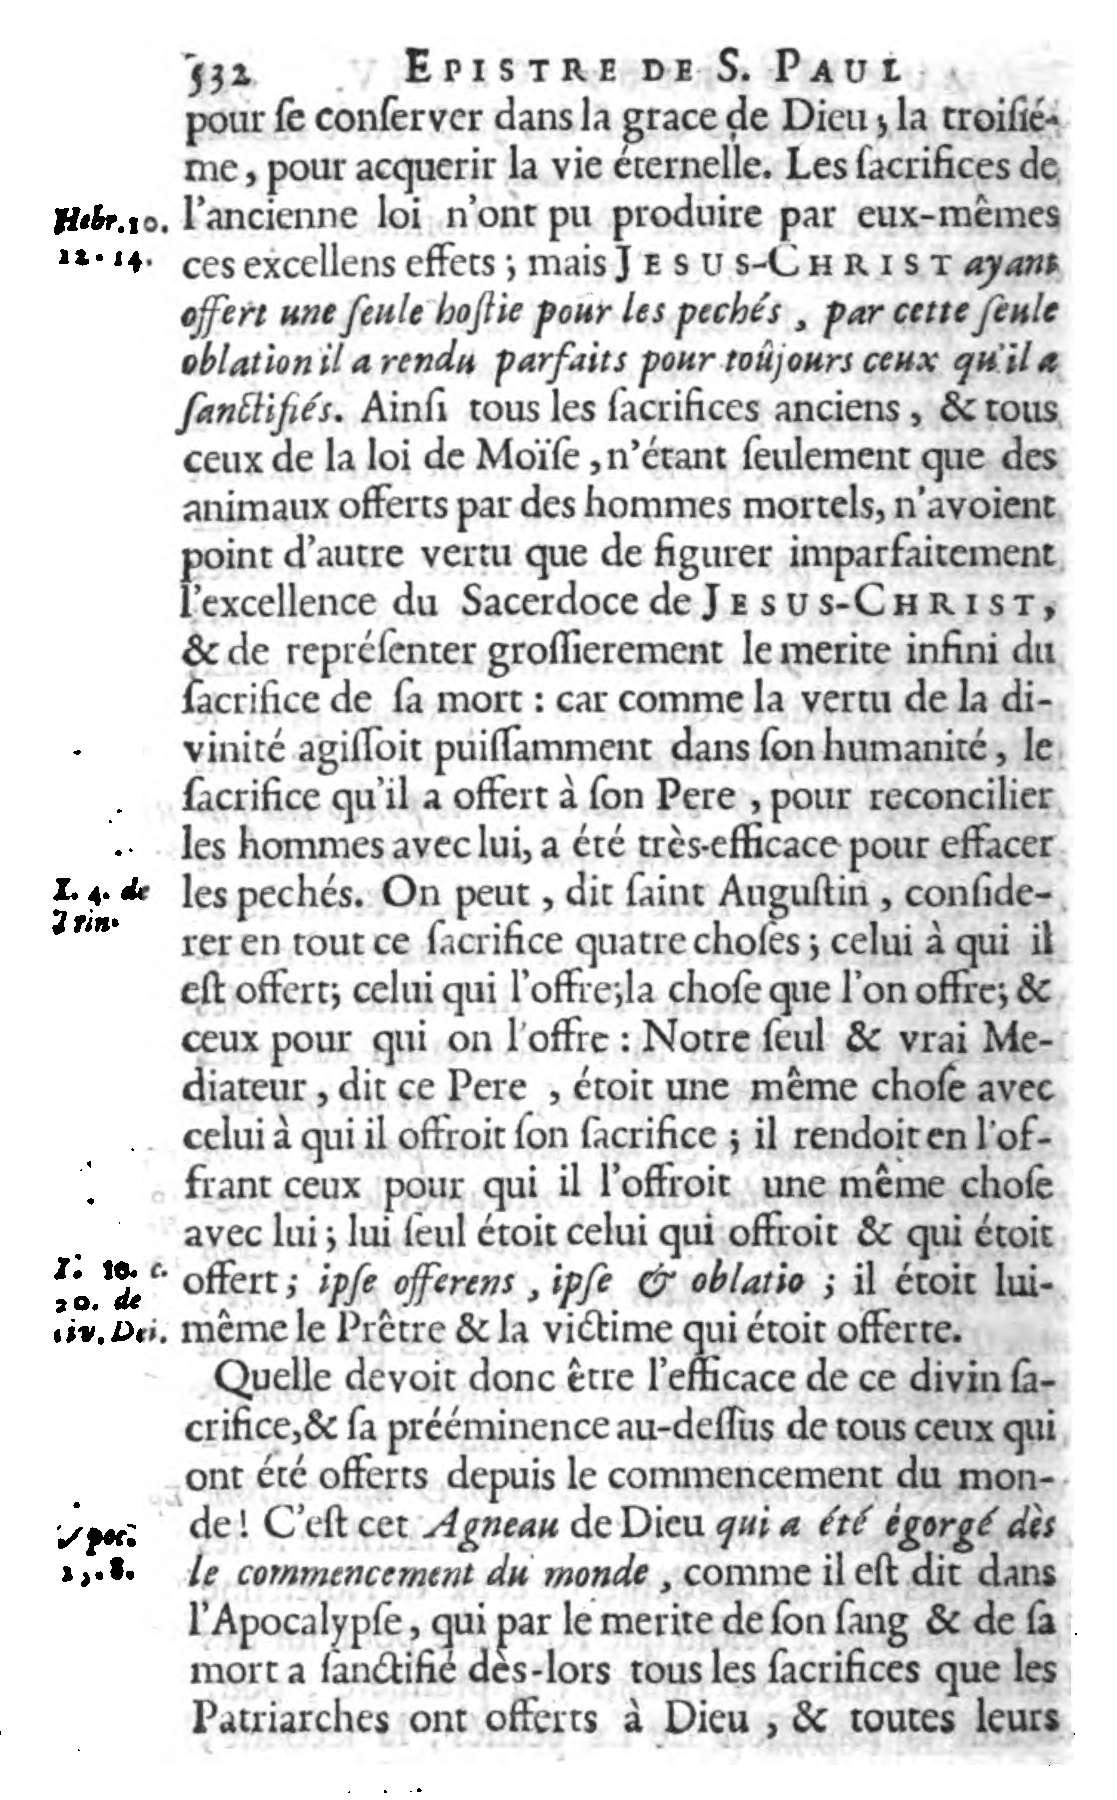 532 EPISTRE DE S. PAUL
pour ſe conſerver dans la grace de Dieu ; la troiſié-
me, pour acquerir la vie éternelle. Les ſacrifices de
Hebr. 10. l'ancienne loi n'ont pu produire par eux-mêmes
12. 14. ces excellens effets ; mais JESUS-CHRIST ayant
offert une ſeule hoſtie pour les pechés, par cette ſeule
oblation il a rendu parfaits pour toûjours ceux qu'il a
ſanctifiés. Ainſi tous les ſacrifices anciens, & tous
ceux de la loi de Moïſe, n'étant ſeulement que des
animaux offerts par des hommes mortels, n'avoient
point d'autre vertu que de figurer imparfaitement
l'excellence du Sacerdoce de JESUS-CHRIST,
& de repréſenter groſſierement le merite infini du
ſacrifice de ſa mort : car comme la vertu de la di-
vinité agiſſoit puiſſamment dans ſon humanité, le
ſacrifice qu'il a offert à ſon Pere, pour reconcilier
les hommes avec lui, a été très-efficace pour effacer
l. 4. de les pechés. On peut, dit ſaint Auguſtin, conſide-
Trin. rer en tout ce ſacrifice quatre choſes ; celui à qui il
eſt offert; celui qui l'offre; la choſe que l'on offre; &
ceux pour qui on l'offre : Notre ſeul & vrai Me-
diateur, dit ce Pere, étoit une même choſe avec
celui à qui il offroit ſon ſacrifice ; il rendoit en l'of-
frant ceux pour qui il l'offroit une même choſe
avec lui ; lui ſeul étoit celui qui offroit & qui étoit
l. 10. c. offert ; ipſe offerens, ipſe & oblatio ; il étoit lui-
20. de
civ. Dei. même le Prêtre & la victime qui étoit offerte.
Quelle devoit donc être l'efficace de ce divin ſa-
crifice, & ſa prééminence au-deſſus de tous ceux qui
ont été offerts depuis le commencement du mon-
Apoc. de ! C'eſt cet Agneau de Dieu qui a été égorgé dès
13. 8. le commencement du monde, comme il eſt dit dans
l'Apocalypſe, qui par le merite de ſon ſang & de ſa
mort a ſanctifié dès-lors tous les ſacrifices que les
Patriarches ont offerts à Dieu, & toutes leurs